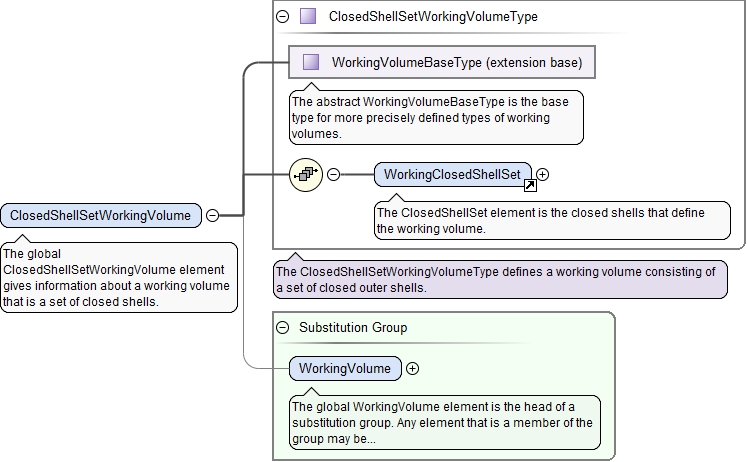 ClosedShellSetWorkingVolumeType
WorkingVolumeBaseType (extension base)
The abstract WorkingVolumeBaseType is the base
type for more precisely defined types of working
volumes.
WorkingClosedShellSet
The ClosedShellSet element is the closed shells that define
the working volume.
ClosedShellSetWorkingVolume
The global
ClosedShellSetWorkingVolume element
gives information about a working volume
that is a set of closed shells.
The ClosedShellSetWorkingVolumeType defines a working volume consisting of
a set of closed outer shells.
Substitution Group
WorkingVolume
The global WorkingVolume element is the head of a
substitution group. Any element that is a member of the
group may be...